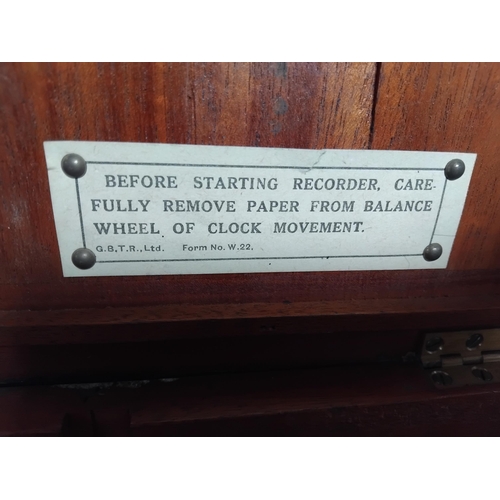 BEFORE STARTING RECORDER, CARE-
FULLY REMOVE PAPER FROM BALANCE
WHEEL OF CLOCK MOVEMENT.
G.B.T.R., Ltd. Form No. W.22.